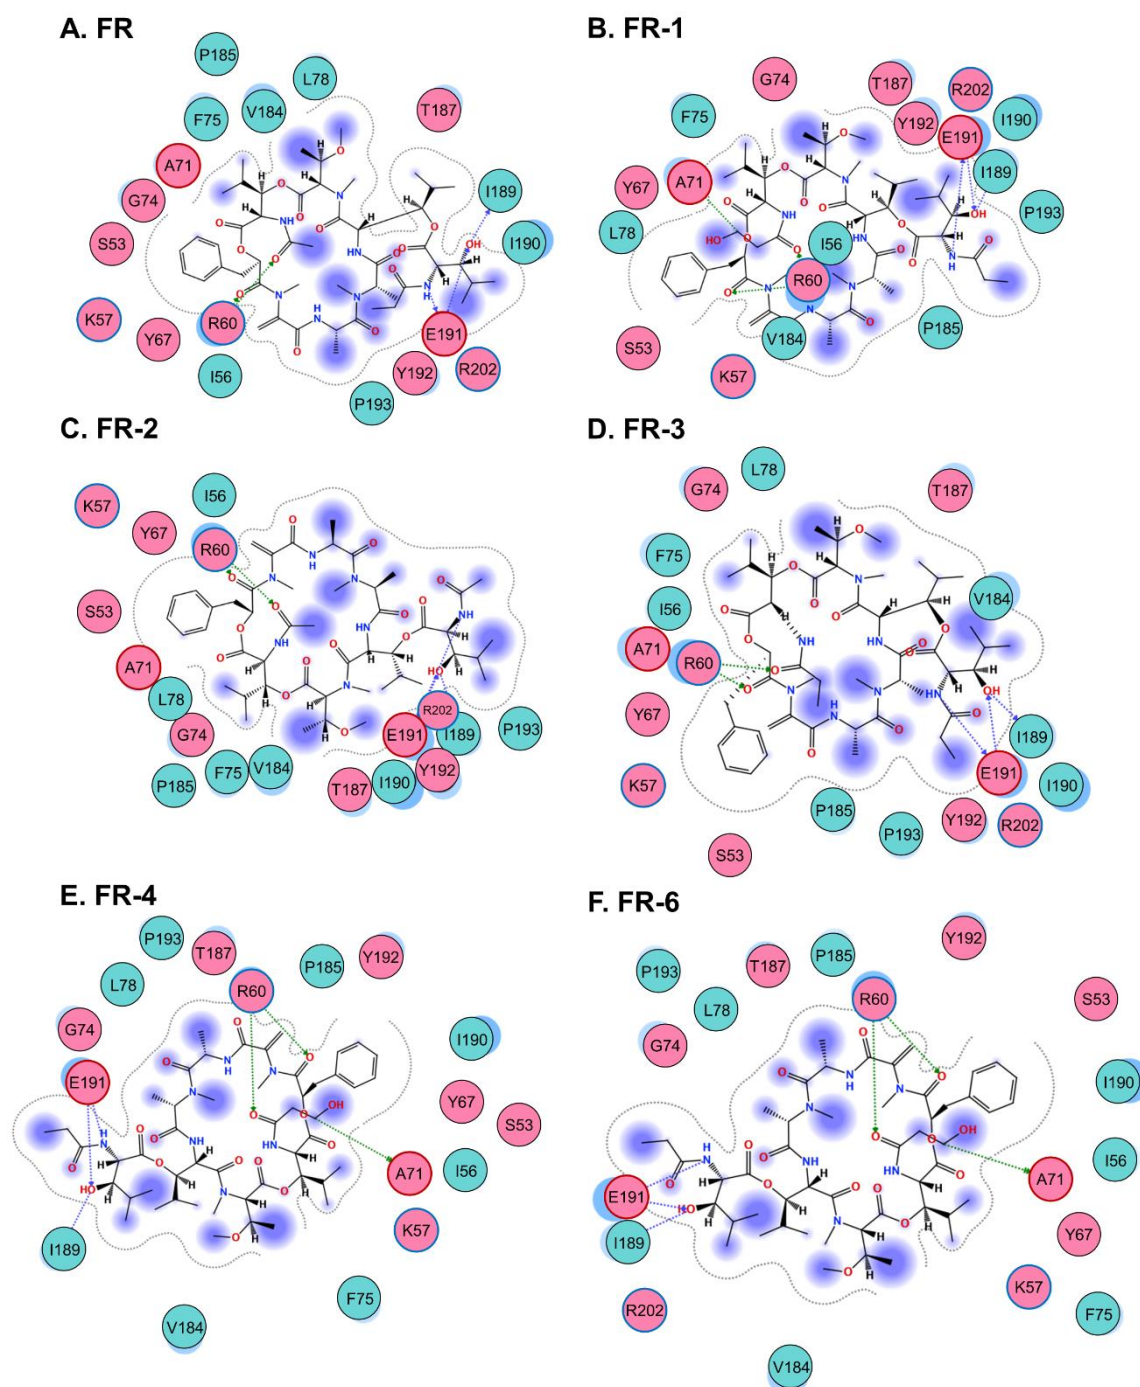 A. FR
P185
L78
F75
V184
T187
A71
G74
I189
S53
I190
K57
Y67
R60
E191
I56
Y192
R202
P193
B. FR-1
G74
T187
R202
F75
Y192
I190
E191
Y67
A71
I189
L78
I56
P193
R60
V184
P185
S53
K57
C. FR-2
K57
I56
Y67
R60
S53
A71
L78
R202
G74
E191
I189
P193
P185
F75
V184
T187
I190
Y192
D. FR-3
G74
L78
T187
F75
I56
V184
A71
R60
Y67
I189
K57
E191
I190
P185
P193
Y192
R202
S53
E. FR-4
P193
T187
P185
Y192
L78
R60
G74
I190
E191
Y67
S53
I56
A71
K57
I189
F75
V184
F. FR-6
P193
T187
P185
Y192
L78
R60
S53
G74
I190
I56
A71
E191
I189
Y67
R202
K57
F75
V184